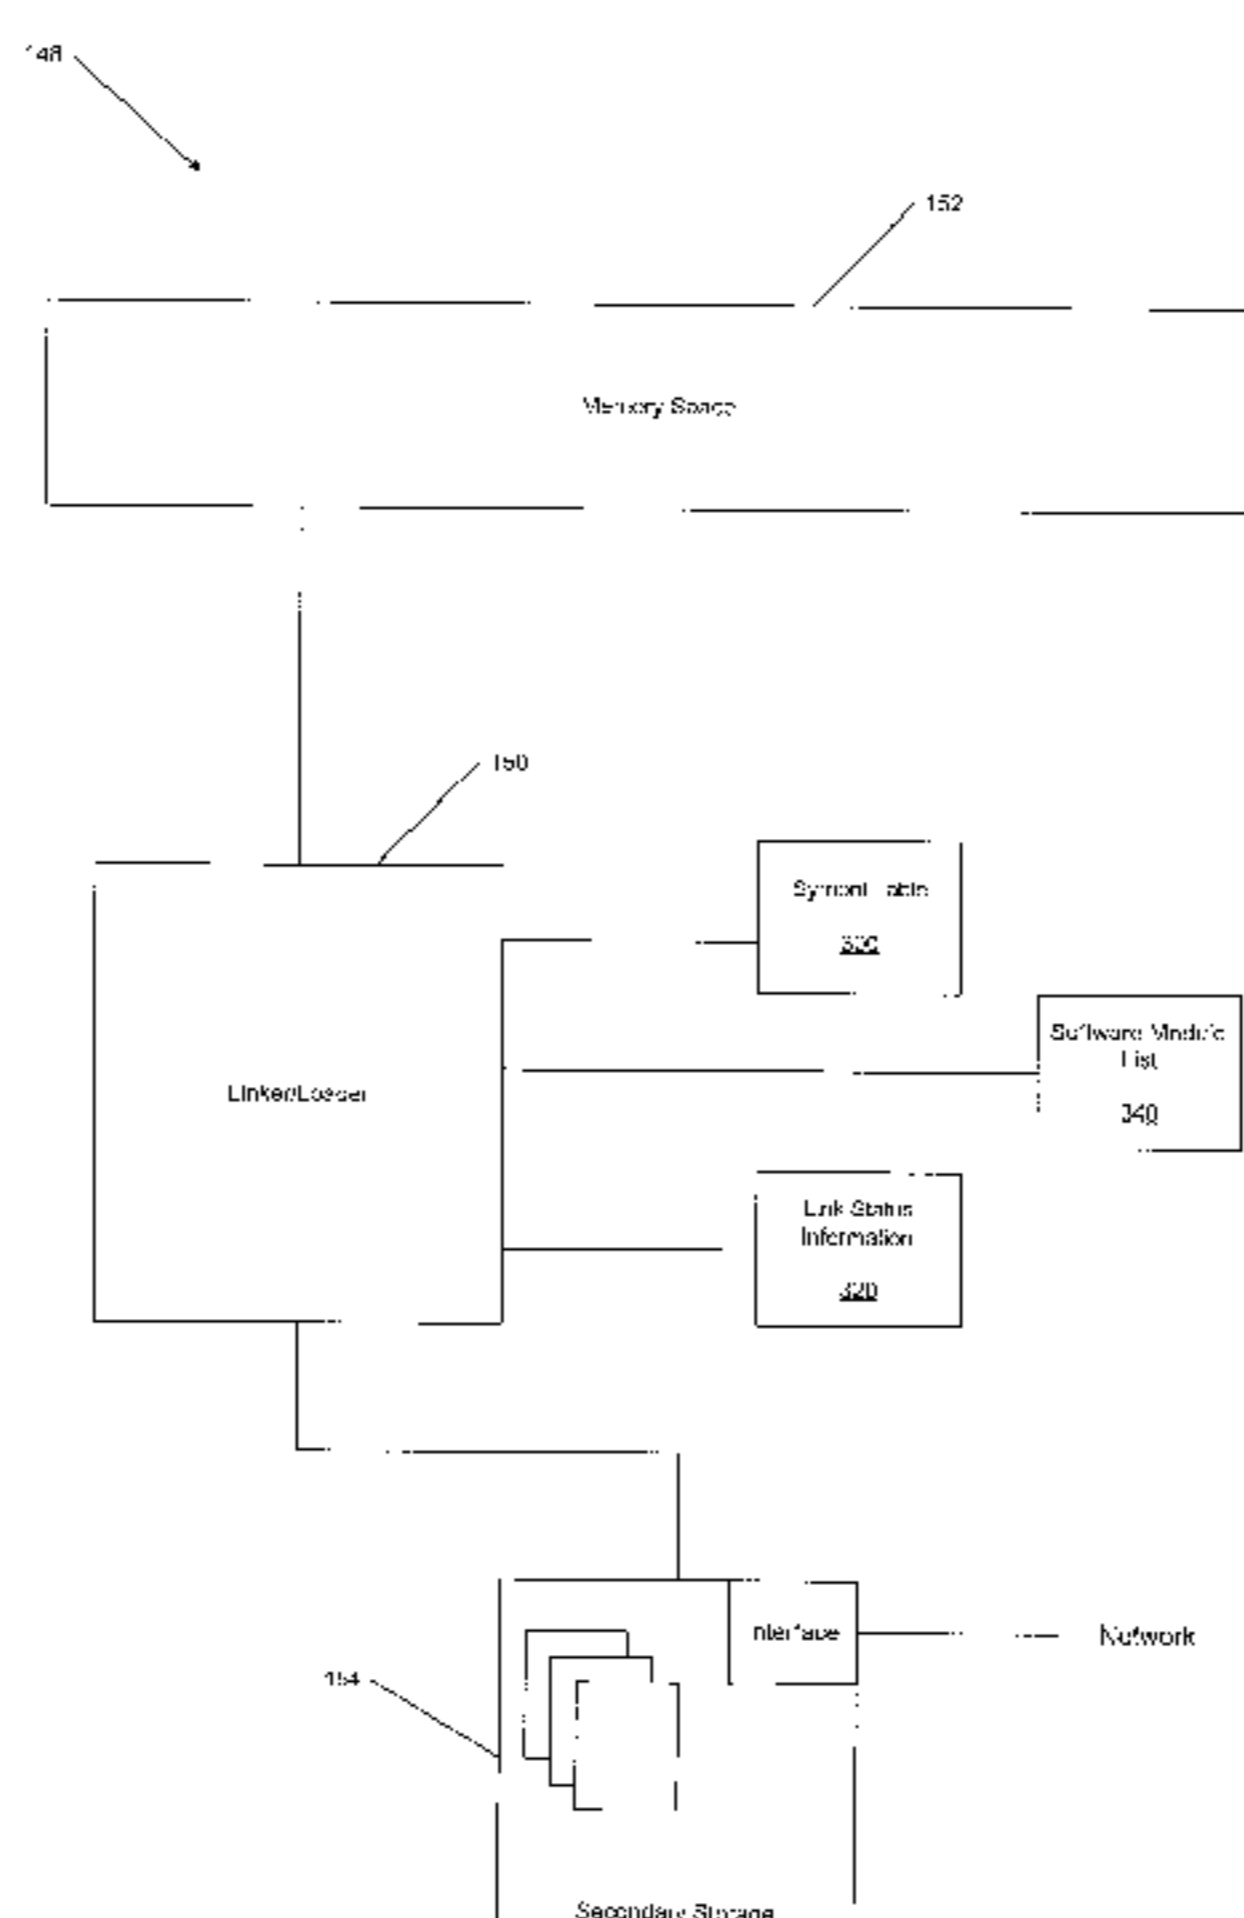 148
152
Memory Space
150
Symbol Table
300
Software Module
List
340
Linker/Loader
Link Status
Information
320
Interface
Network
154
Secondary Storage